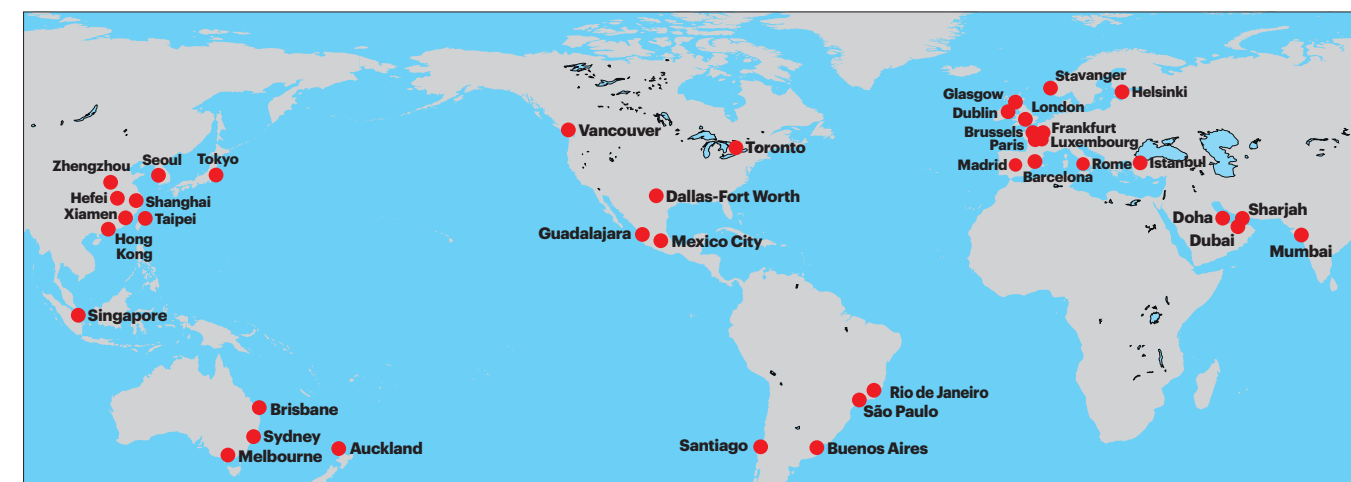 Stavanger
Glasgow
Helsinki
Dublin
London
Vancouver
Brussels
Frankfurt
Toronto
Paris
Luxembourg
Zhengzhou
Seoul
Tokyo
Madrid
Rome
Istanbul
Barcelona
Hefei
Shanghai
Dallas-Fort Worth
Xiamen
Taipei
Doha
Sharjah
Hong
Kong
Guadalajara
Mexico City
Dubai
Mumbai
Singapore
Rio de Janeiro
Brisbane
São Paulo
Sydney
Melbourne
Auckland
Santiago
Buenos Aires